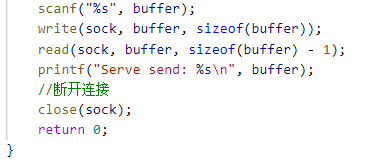 scanf("%s", buffer);
write(sock, buffer, sizeof(buffer));
read(sock, buffer, sizeof(buffer) - 1);
printf("Serve send: %s\n", buffer);
//断开连接
close(sock);
return 0;
}